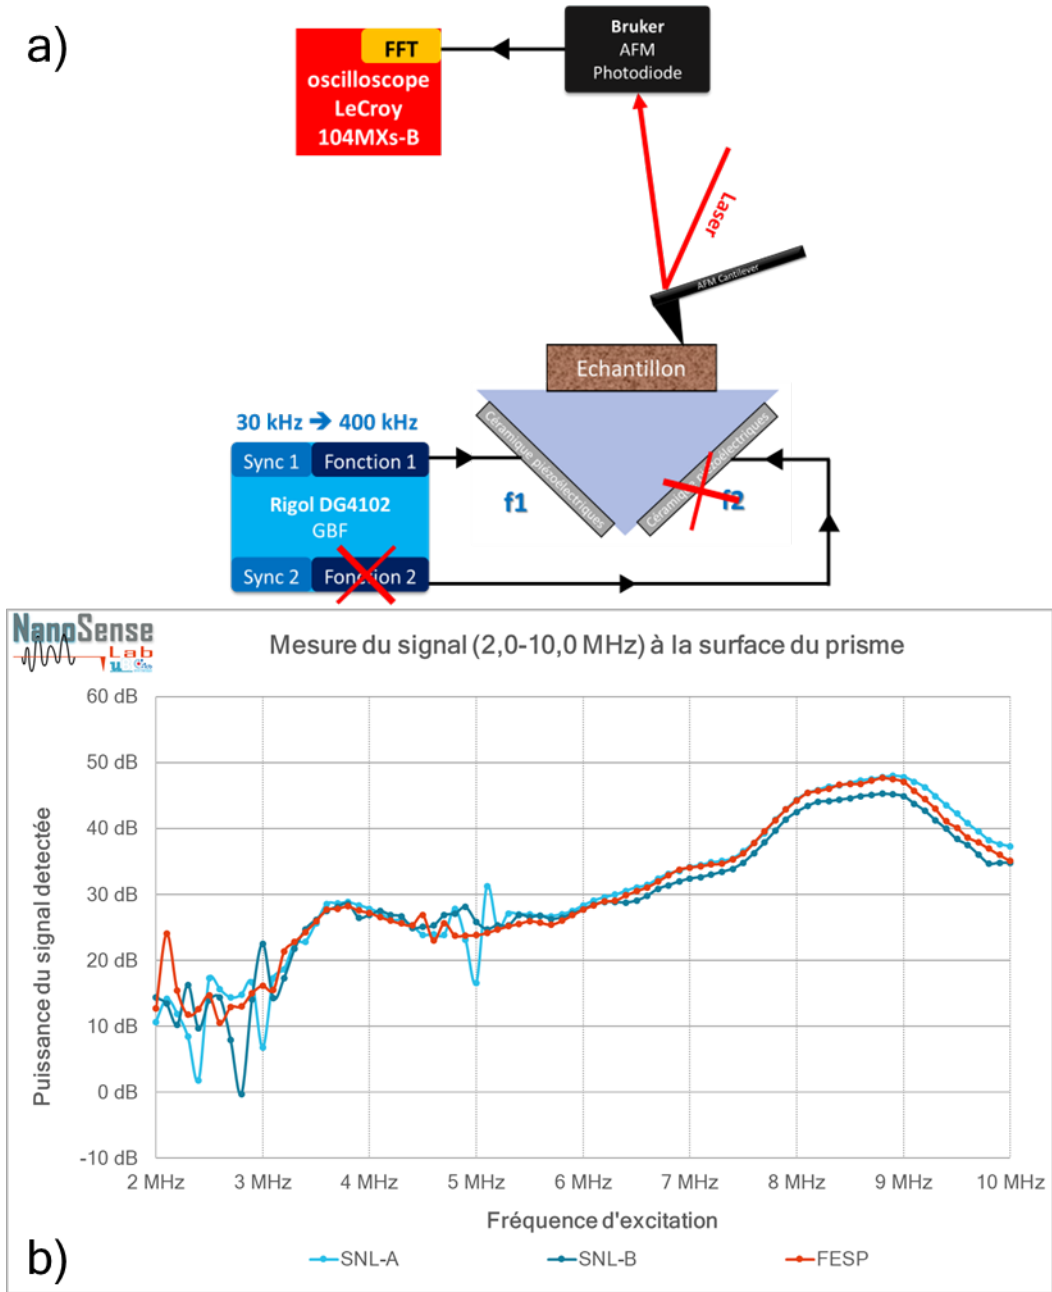 a)
FFT
oscilloscope
LeCroy
104MXs-B
Bruker
AFM
Photodiode
Laser
AFM Cantilever
Echantillon
30 kHz → 400 kHz
Sync 1
Fonction 1
Rigol DG4102
GBF
Sync 2
Fonction 2
Céramique piézoélectriques
Céramique piézoélectriques
f1
f2
NanoSense
Lab
Mesure du signal (2,0-10,0 MHz) à la surface du prisme
Puissance du signal detectée
60 dB
50 dB
40 dB
30 dB
20 dB
10 dB
0 dB
-10 dB
2 MHz
3 MHz
4 MHz
5 MHz
6 MHz
7 MHz
8 MHz
9 MHz
10 MHz
Fréquence d'excitation
SNL-A
SNL-B
FESP
b)